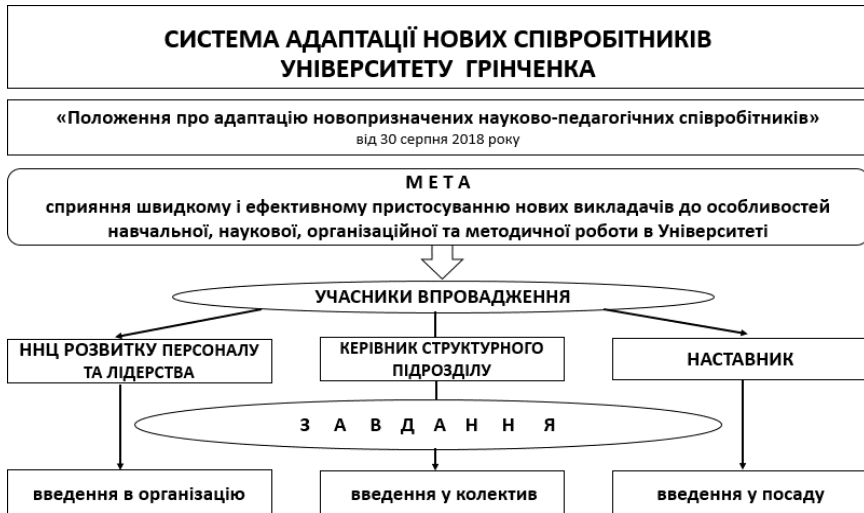 СИСТЕМА АДАПТАЦІЇ НОВИХ СПІВРОБІТНИКІВ
УНІВЕРСИТЕТУ ГРІНЧЕНКА
«Положення про адаптацію новопризначених науково-педагогічних співробітників»
від 30 серпня 2018 року
М Е Т А
сприяння швидкому і ефективному пристосуванню нових викладачів до особливостей
навчальної, наукової, організаційної та методичної роботи в Університеті
УЧАСНИКИ ВПРОВАДЖЕННЯ
ННЦ РОЗВИТКУ ПЕРСОНАЛУ
ТА ЛІДЕРСТВА
КЕРІВНИК СТРУКТУРНОГО
ПІДРОЗДІЛУ
НАСТАВНИК
З А В Д А Н Н Я
введення в організацію
введення у колектив
введення у посаду